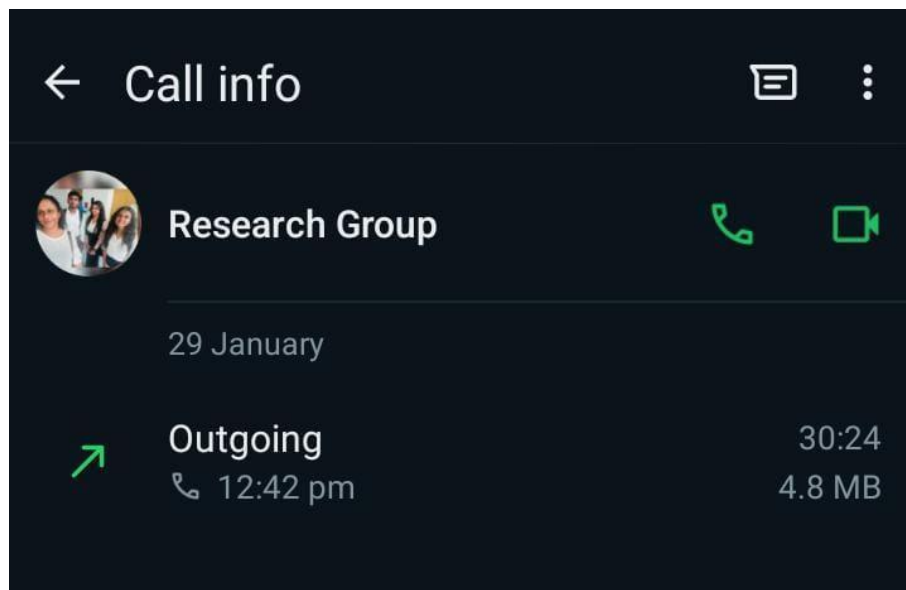 Call info
Research Group
29 January
Outgoing 30:24
12:42 pm 4.8 MB